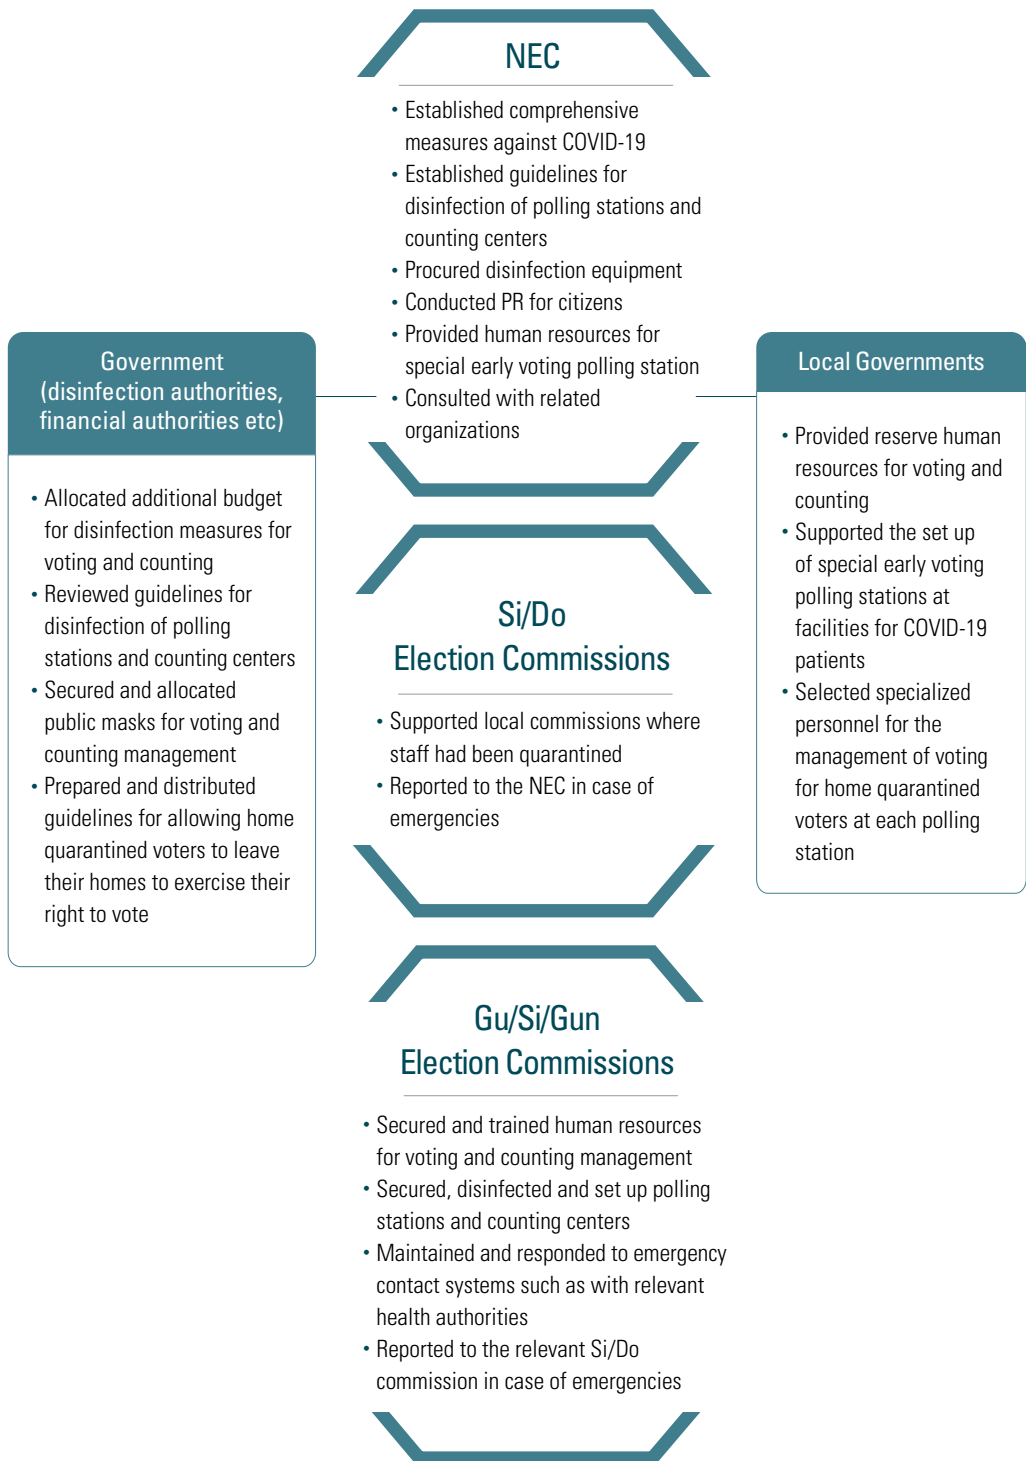 NEC
• Established comprehensive
measures against COVID-19
• Established guidelines for
disinfection of polling stations and
counting centers
• Procured disinfection equipment
• Conducted PR for citizens
• Provided human resources for
special early voting polling station
• Consulted with related
organizations
Government
(disinfection authorities,
financial authorities etc)
• Allocated additional budget
for disinfection measures for
voting and counting
• Reviewed guidelines for
disinfection of polling
stations and counting centers
• Secured and allocated
public masks for voting and
counting management
• Prepared and distributed
guidelines for allowing home
quarantined voters to leave
their homes to exercise their
right to vote
Local Governments
• Provided reserve human
resources for voting and
counting
• Supported the set up
of special early voting
polling stations at
facilities for COVID-19
patients
• Selected specialized
personnel for the
management of voting
for home quarantined
voters at each polling
station
Si/Do
Election Commissions
• Supported local commissions where
staff had been quarantined
• Reported to the NEC in case of
emergencies
Gu/Si/Gun
Election Commissions
• Secured and trained human resources
for voting and counting management
• Secured, disinfected and set up polling
stations and counting centers
• Maintained and responded to emergency
contact systems such as with relevant
health authorities
• Reported to the relevant Si/Do
commission in case of emergencies